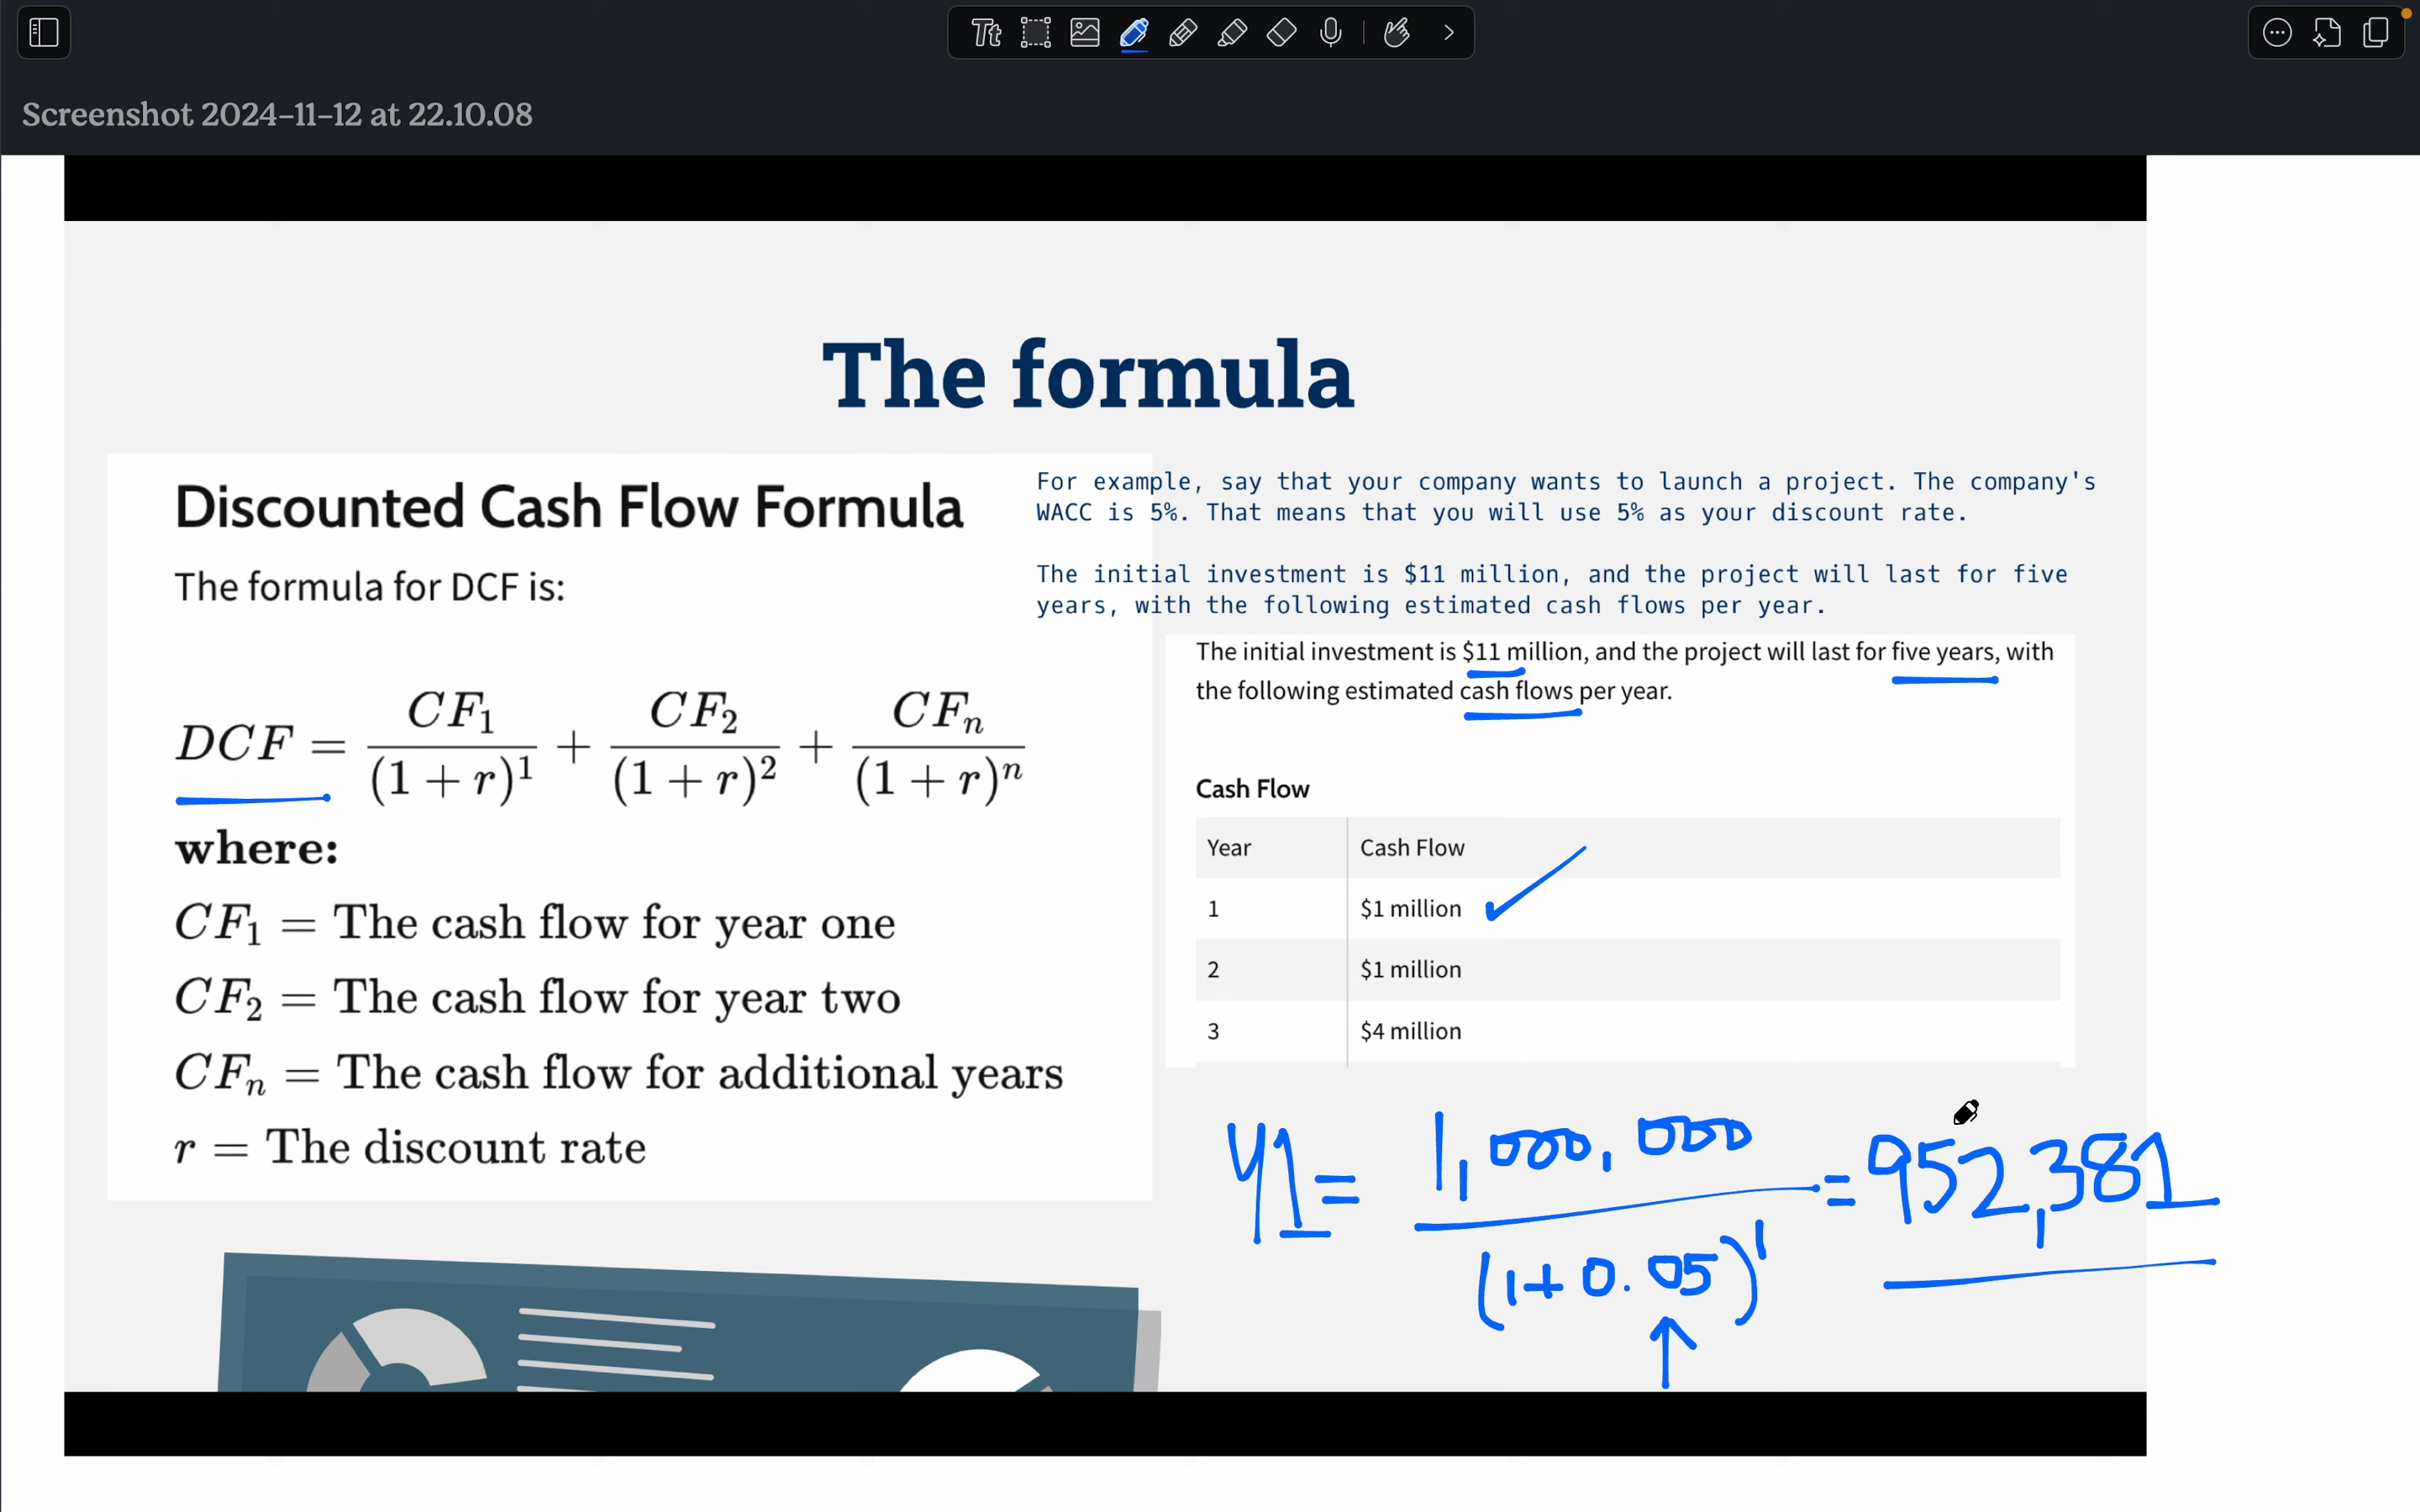 Tt
Screenshot 2024-11-12 at 22.10.08
The formula
Discounted Cash Flow Formula
The formula for DCF is:
DCF = CF₁/(1 + r)¹ + CF₂/(1 + r)² + CFₙ/(1 + r)ⁿ
where:
CF₁ = The cash flow for year one
CF₂ = The cash flow for year two
CFₙ = The cash flow for additional years
r = The discount rate
For example, say that your company wants to launch a project. The company's
WACC is 5%. That means that you will use 5% as your discount rate.
The initial investment is $11 million, and the project will last for five
years, with the following estimated cash flows per year.
The initial investment is $11 million, and the project will last for five years, with
the following estimated cash flows per year.
Cash Flow
Year Cash Flow
1 $1 million
2 $1 million
3 $4 million
Y1 = 1,000,000/(1+0.05)¹ = 952,381